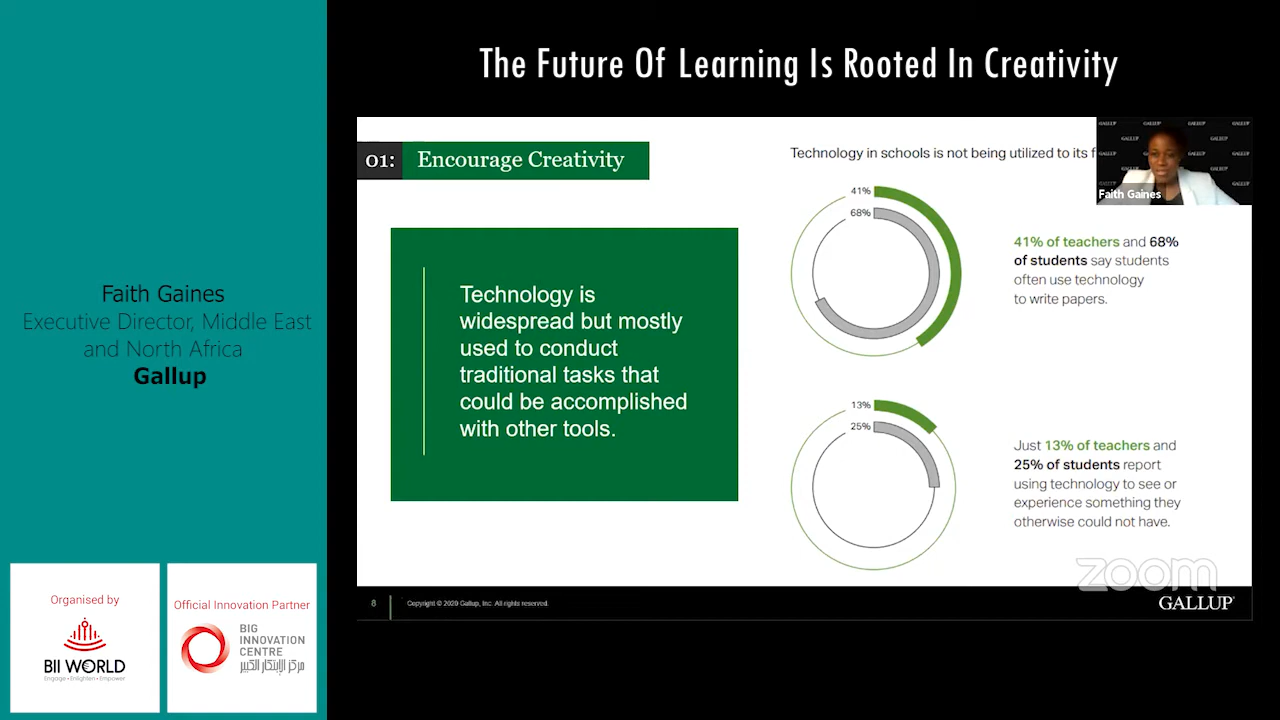 The Future Of Learning Is Rooted In Creativity
01: Encourage Creativity
Technology is
widespread but mostly
used to conduct
traditional tasks that
could be accomplished
with other tools.
Technology in schools is not being utilized to its f
GALLUP
Faith Gaines
41%
68%
41% of teachers and 68%
of students say students
often use technology
to write papers.
13%
25%
Just 13% of teachers and
25% of students report
using technology to see or
experience something they
otherwise could not have.
zoom
8
Copyright © 2020 Gallup, Inc. All rights reserved.
GALLUP
Faith Gaines
Executive Director, Middle East
and North Africa
Gallup
Organised by
BII WORLD
Engage • Enlighten • Empower
Official Innovation Partner
BIG
INNOVATION
CENTRE
مركز الإبتكار الكبير